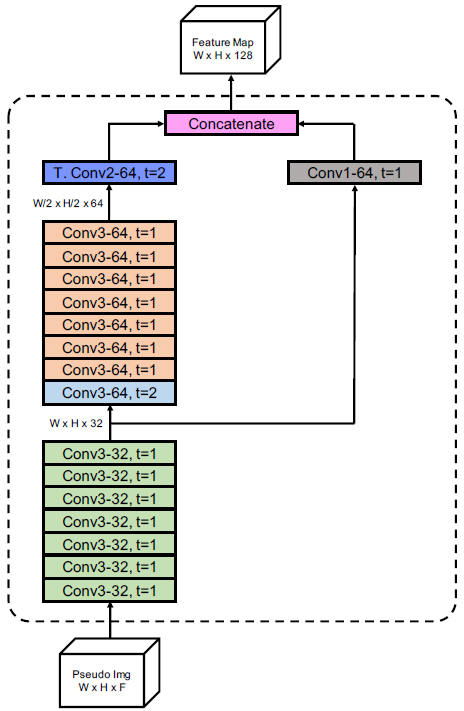 Feature Map
W x H x 128
Concatenate
T. Conv2-64, t=2
Conv1-64, t=1
W/2 x H/2 x 64
Conv3-64, t=1
Conv3-64, t=1
Conv3-64, t=1
Conv3-64, t=1
Conv3-64, t=1
Conv3-64, t=1
Conv3-64, t=1
Conv3-64, t=2
W x H x 32
Conv3-32, t=1
Conv3-32, t=1
Conv3-32, t=1
Conv3-32, t=1
Conv3-32, t=1
Conv3-32, t=1
Conv3-32, t=1
Pseudo Img
W x H x F